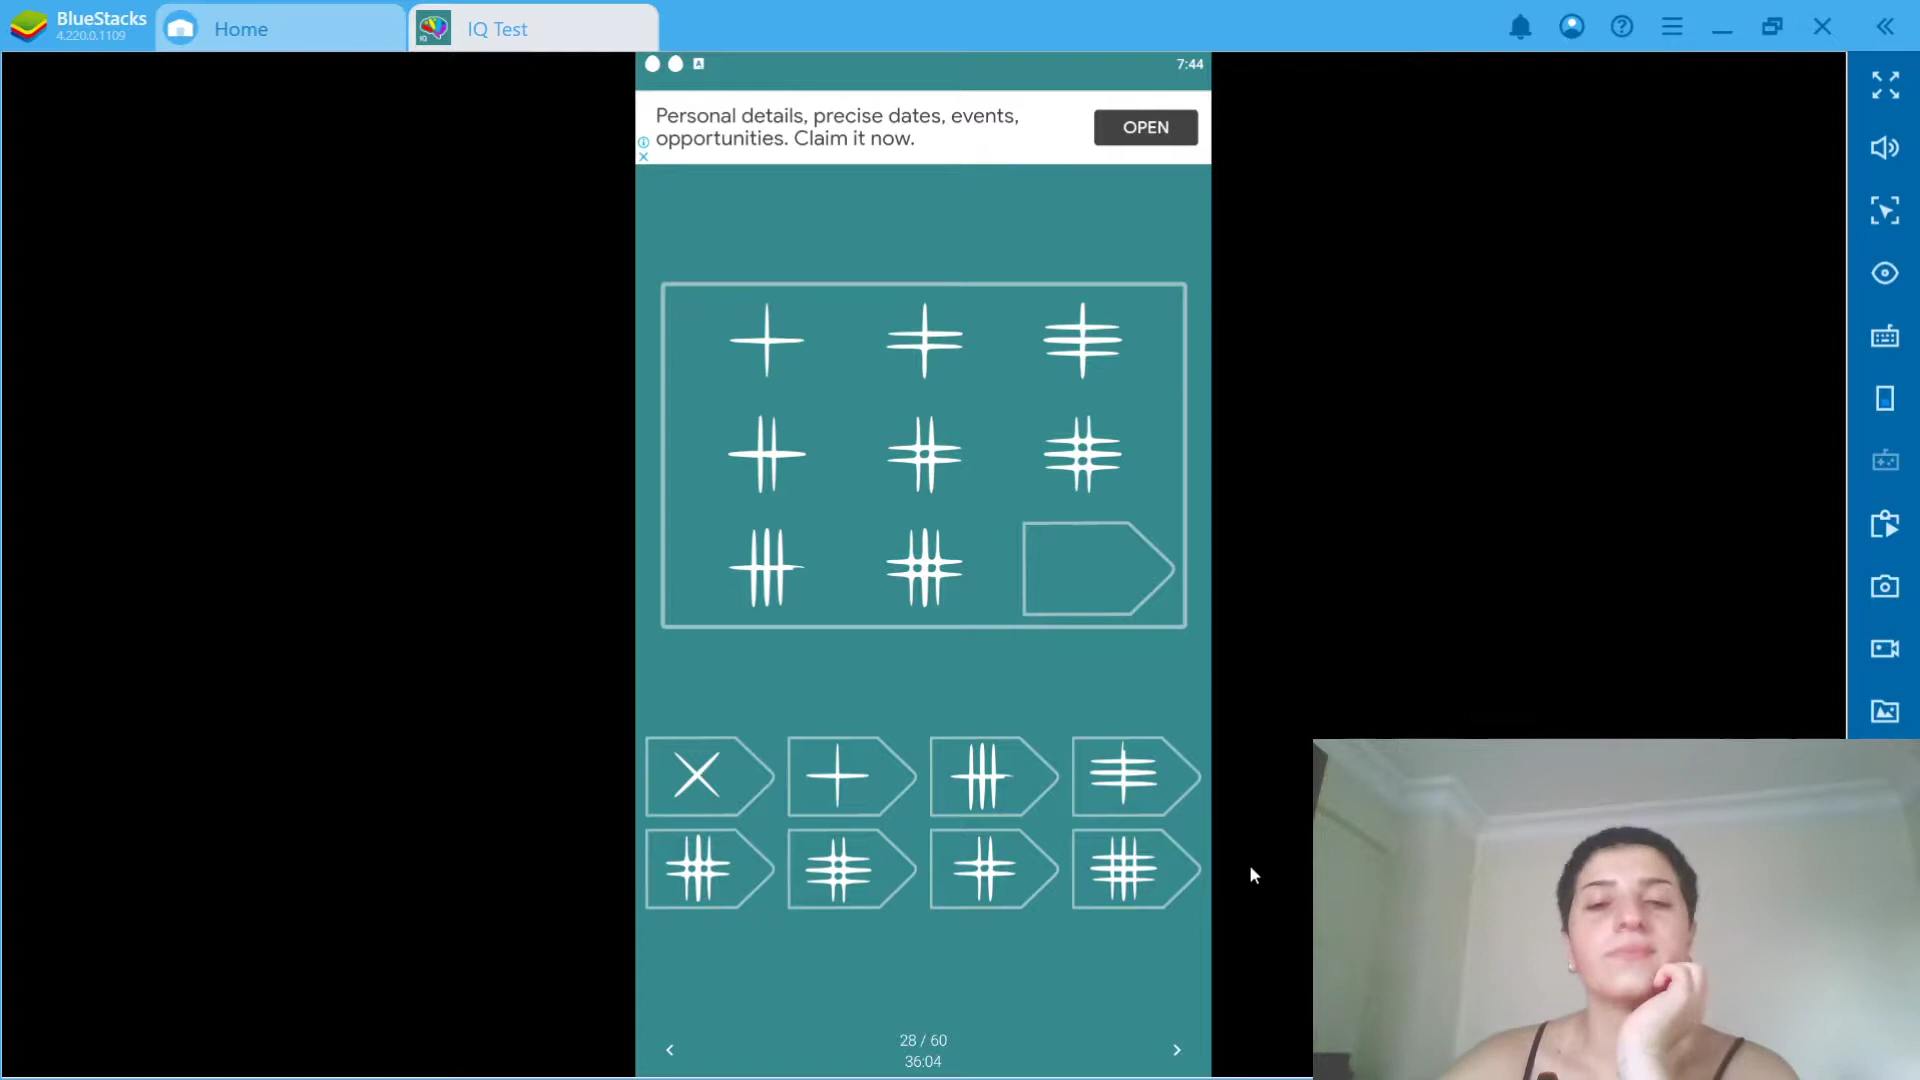 BlueStacks
4.220.0.1109
Home
IQ
IQ Test
A
7:44
Personal details, precise dates, events,
opportunities. Claim it now.
OPEN
28 / 60
36:04